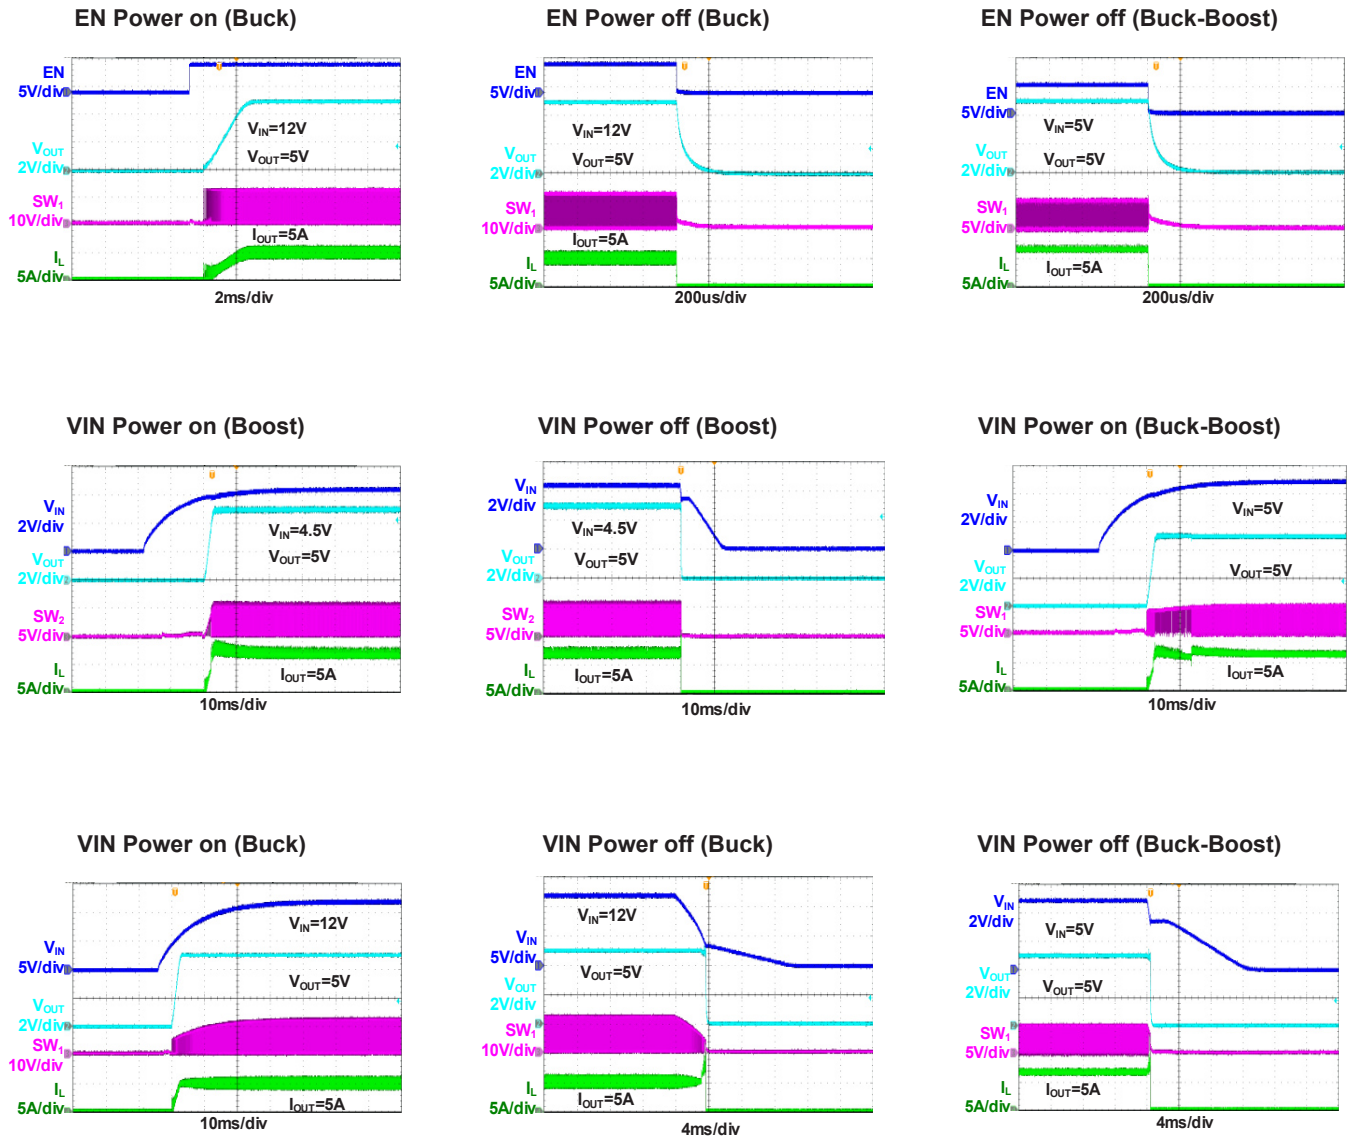 EN Power on (Buck)
EN
5V/div
VIN=12V
VOUT
2V/div
VOUT=5V
SW1
10V/div
IOUT=5A
IL
5A/div
2ms/div
EN Power off (Buck)
EN
5V/div
VIN=12V
VOUT
2V/div
VOUT=5V
SW1
10V/div
IOUT=5A
IL
5A/div
200us/div
EN Power off (Buck-Boost)
EN
5V/div
VIN=5V
VOUT
2V/div
VOUT=5V
SW1
5V/div
IL
IOUT=5A
5A/div
200us/div
VIN Power on (Boost)
VIN
2V/div
VIN=4.5V
VOUT
2V/div
VOUT=5V
SW2
5V/div
IL
IOUT=5A
5A/div
10ms/div
VIN Power off (Boost)
VIN
2V/div
VIN=4.5V
VOUT
2V/div
VOUT=5V
SW2
5V/div
IL
IOUT=5A
5A/div
10ms/div
VIN Power on (Buck-Boost)
VIN
2V/div
VIN=5V
VOUT
2V/div
VOUT=5V
SW1
5V/div
IL
IOUT=5A
5A/div
10ms/div
VIN Power on (Buck)
VIN=12V
VIN
5V/div
VOUT=5V
VOUT
2V/div
SW1
10V/div
IL
5A/div
IOUT=5A
10ms/div
VIN Power off (Buck)
VIN=12V
VIN
5V/div
VOUT=5V
VOUT
2V/div
SW1
10V/div
IL
5A/div
IOUT=5A
4ms/div
VIN Power off (Buck-Boost)
VIN
2V/div
VIN=5V
VOUT
2V/div
VOUT=5V
SW1
5V/div
IL
5A/div
IOUT=5A
4ms/div